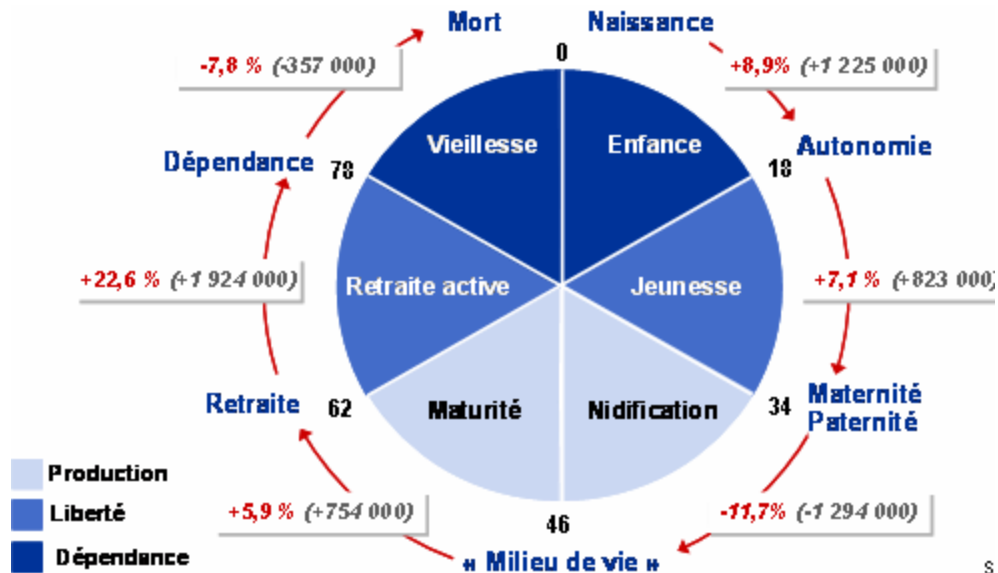 Mort
Naissance
-7,8 % (-357 000)
0
+8,9% (+1 225 000)
Vieillesse
Enfance
Dépendance
78
18
Autonomie
+22,6 % (+1 924 000)
Retraite active
Jeunesse
+7,1 % (+823 000)
Retraite
62
Maturité
Nidification
34
Maternité
Paternité
Production
Liberté
Dépendance
+5,9 % (+754 000)
46
-11,7% (-1 294 000)
« Milieu de vie »
S